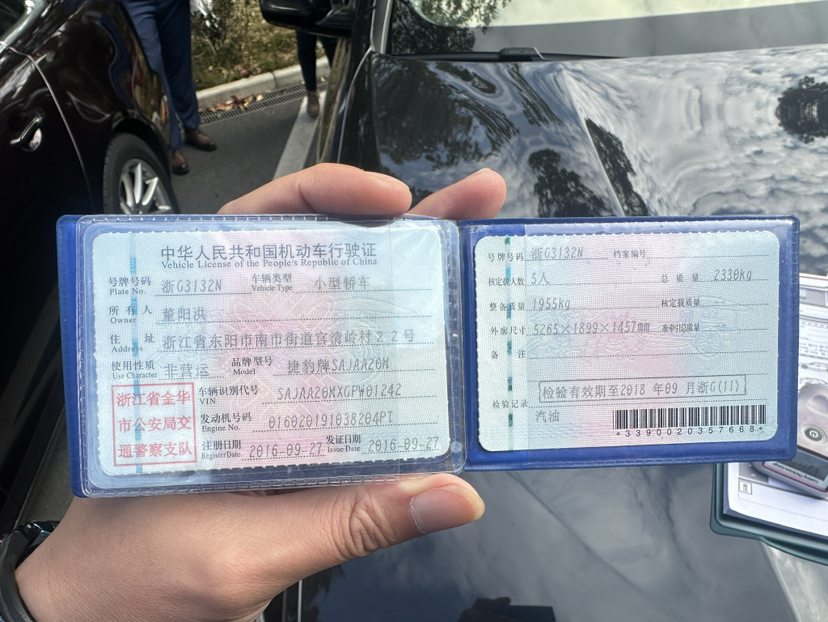 中华人民共和国机动车行驶证
Vehicle License of the People's Republic of China
号牌号码 浙G3132N 车辆类型 小型轿车
Plate No. Vehicle Type
所有人 董阳洪
Owner
住址 浙江省东阳市南市街道官清岭村22号
Address
使用性质 非营运 品牌型号 捷豹牌SAJAA20M
Use Character Model
浙江省金华
市公安局交
通警察支队
车辆识别代号 SAJAA20MXGPW01242
VIN
发动机号码 0160201910382O4PT
Engine No.
注册日期 2016-09-27 发证日期 2016-09-27
Register Date Issue Date
号牌号码 浙G3132N 档案编号
核定载人数 5人 总质量 2330kg
整备质量 1955kg 核定载质量
外廓尺寸 5265×1899×1457mm 准牵引总质量
备注
检验有效期至2018年09月浙G(11)
检验记录
汽油
*3390020357668*